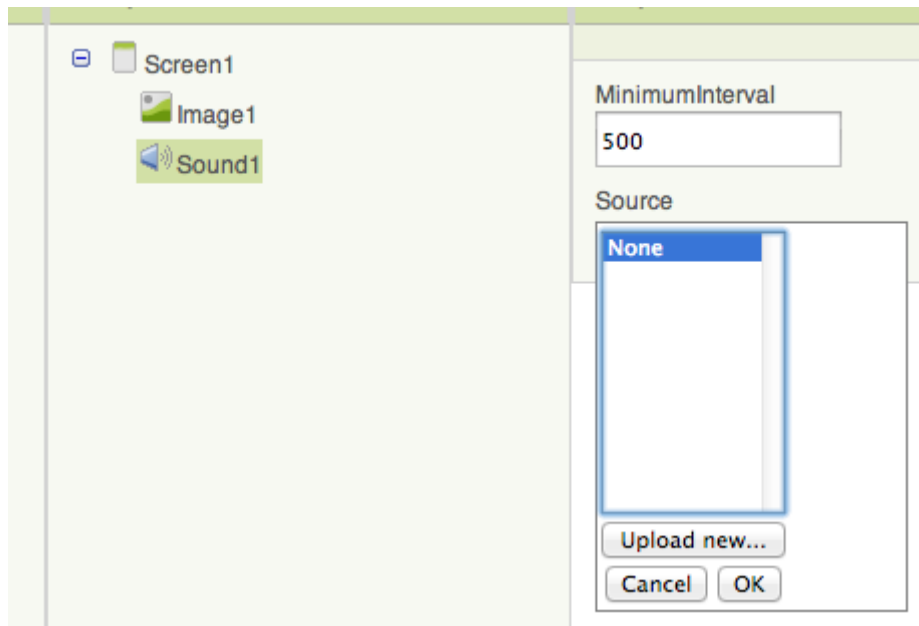 Screen1
Image1
Sound1
MinimumInterval
500
Source
None
Upload new...
Cancel OK